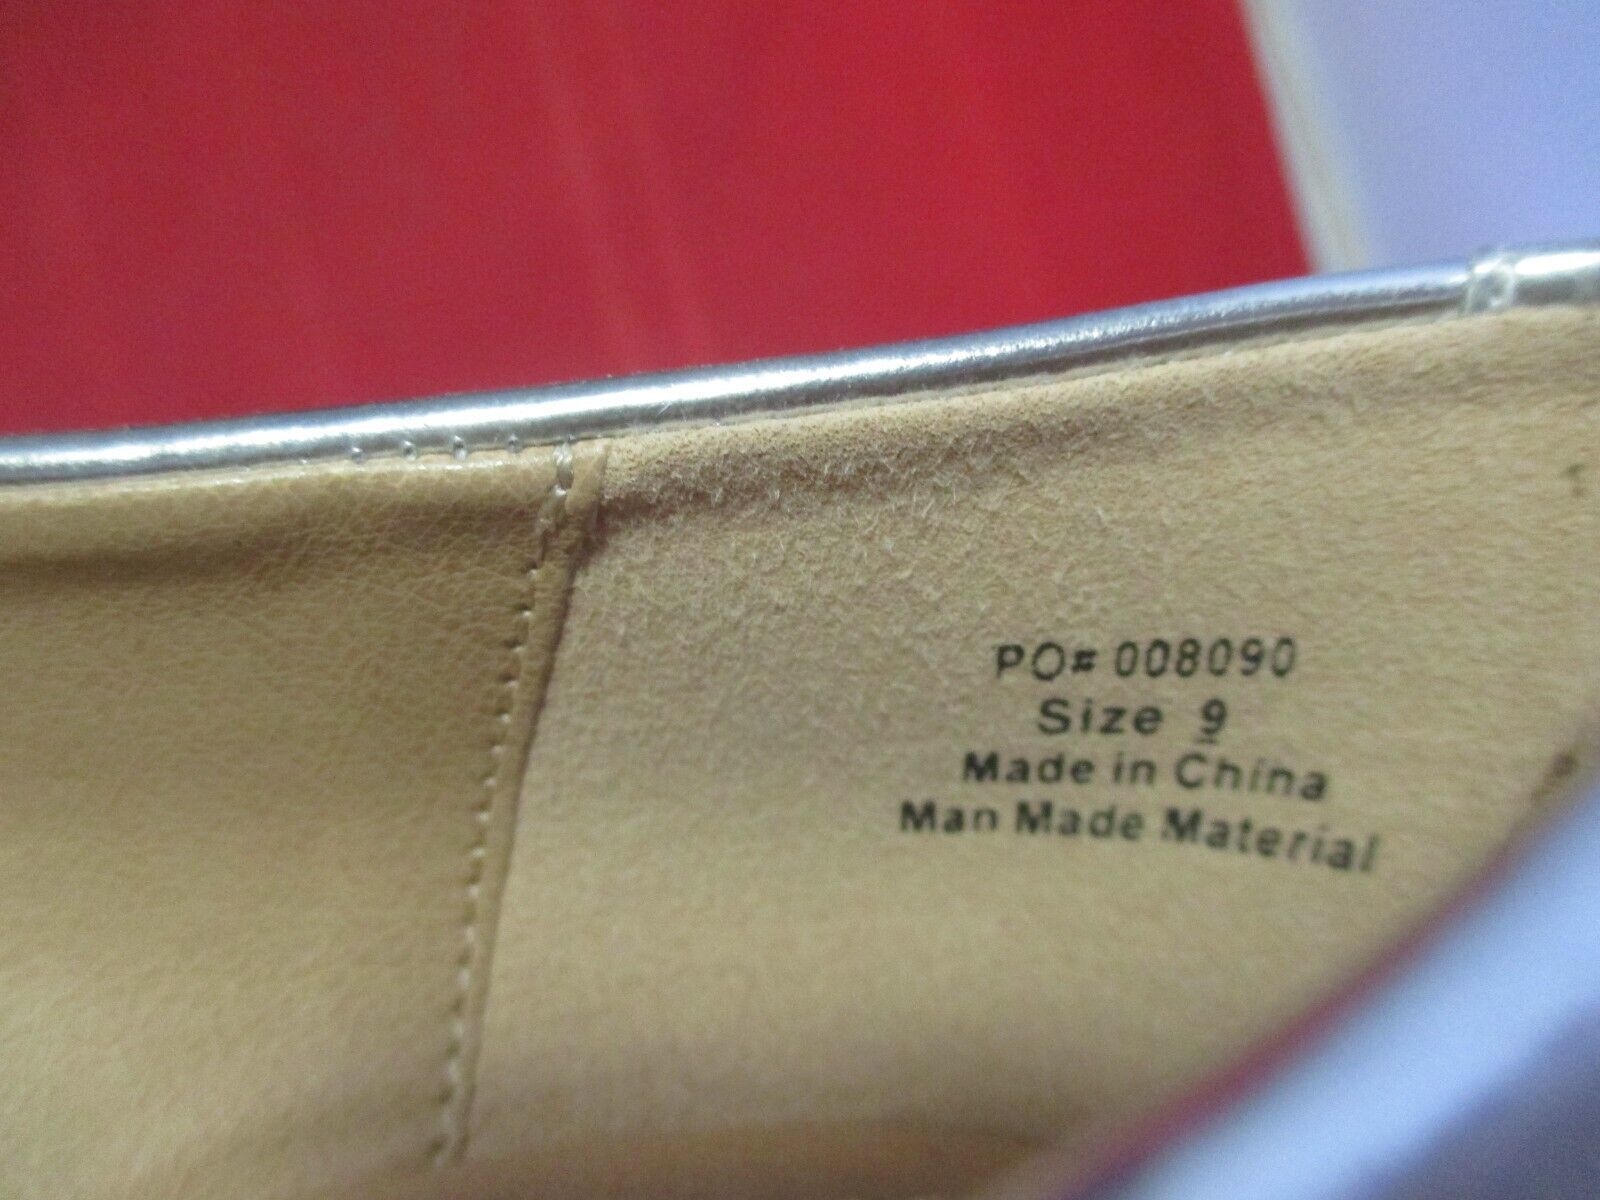 PO# 008090
Size 9
Made in China
Man Made Material